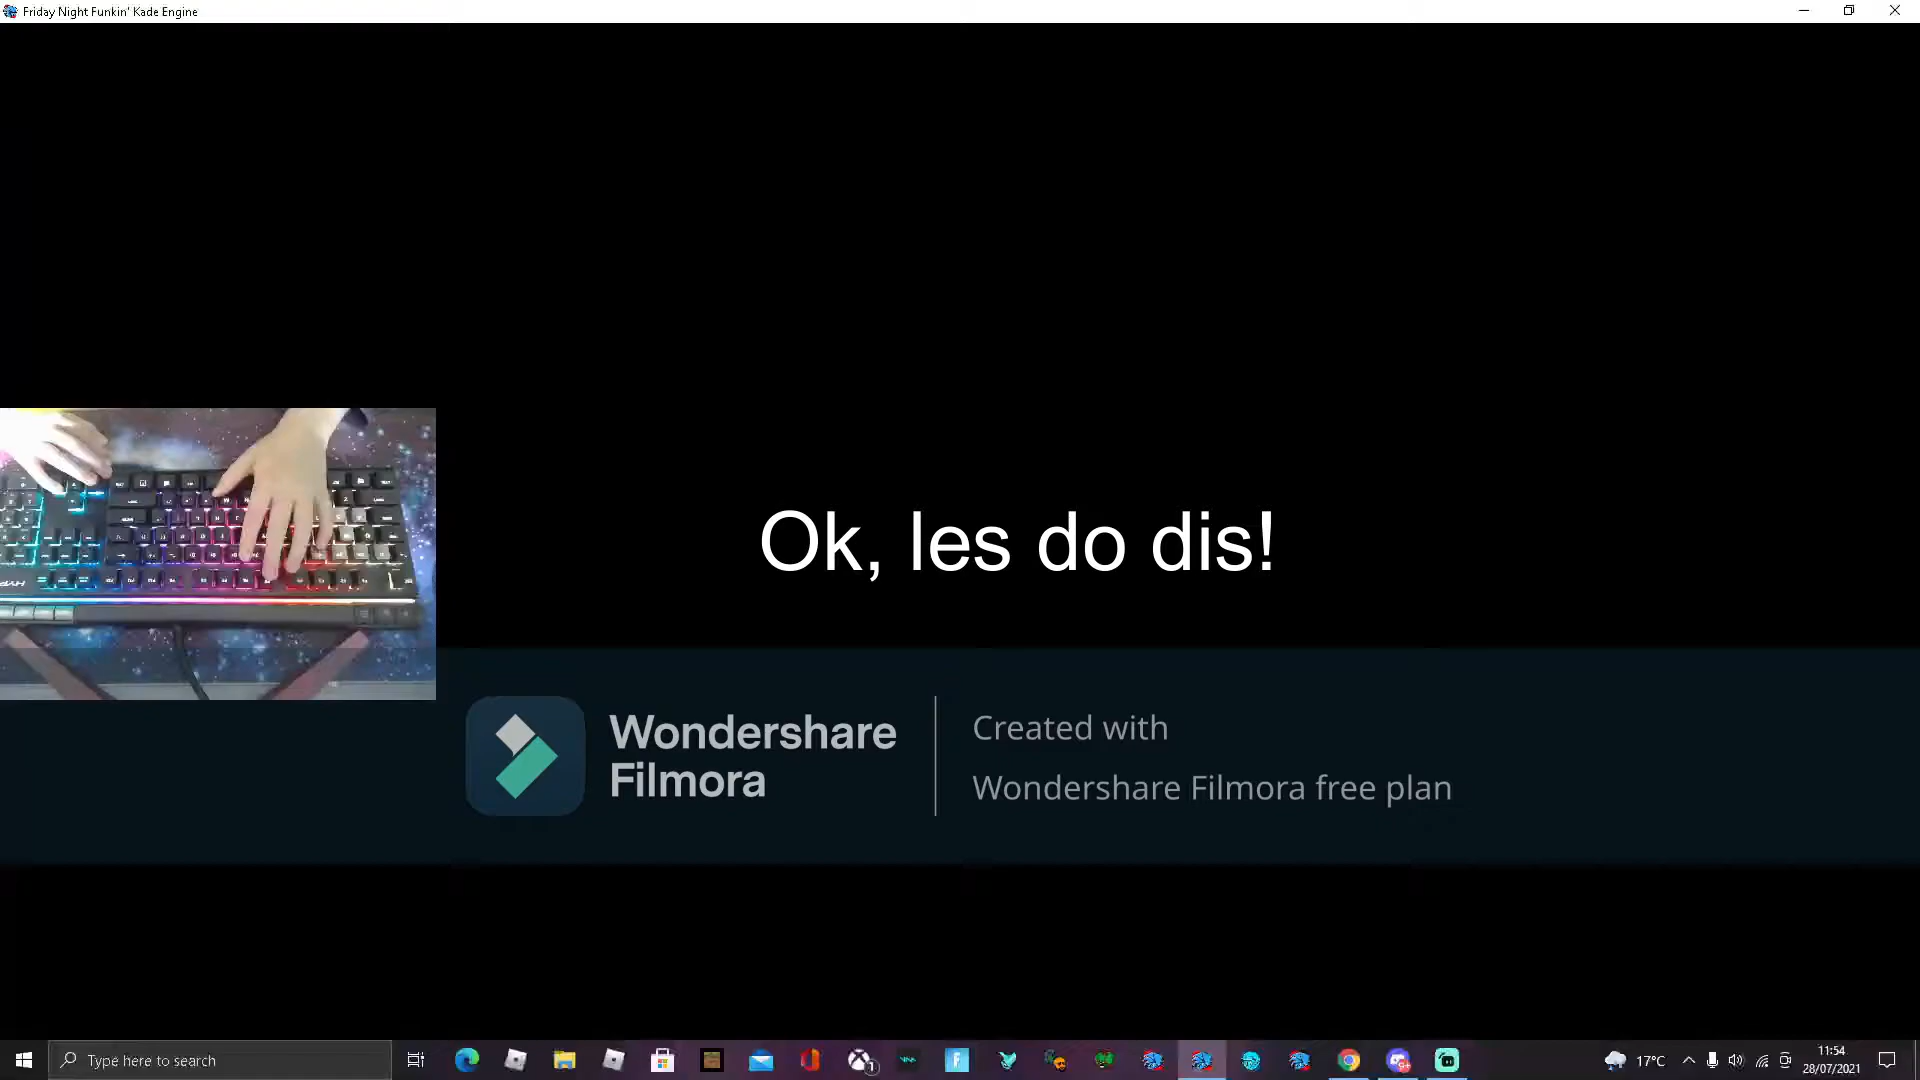 Friday Night Funkin' Kade Engine
Ok, les do dis!
Wondershare
Filmora
Created with
Wondershare Filmora free plan
Type here to search
17°C
11:54
28/07/2021